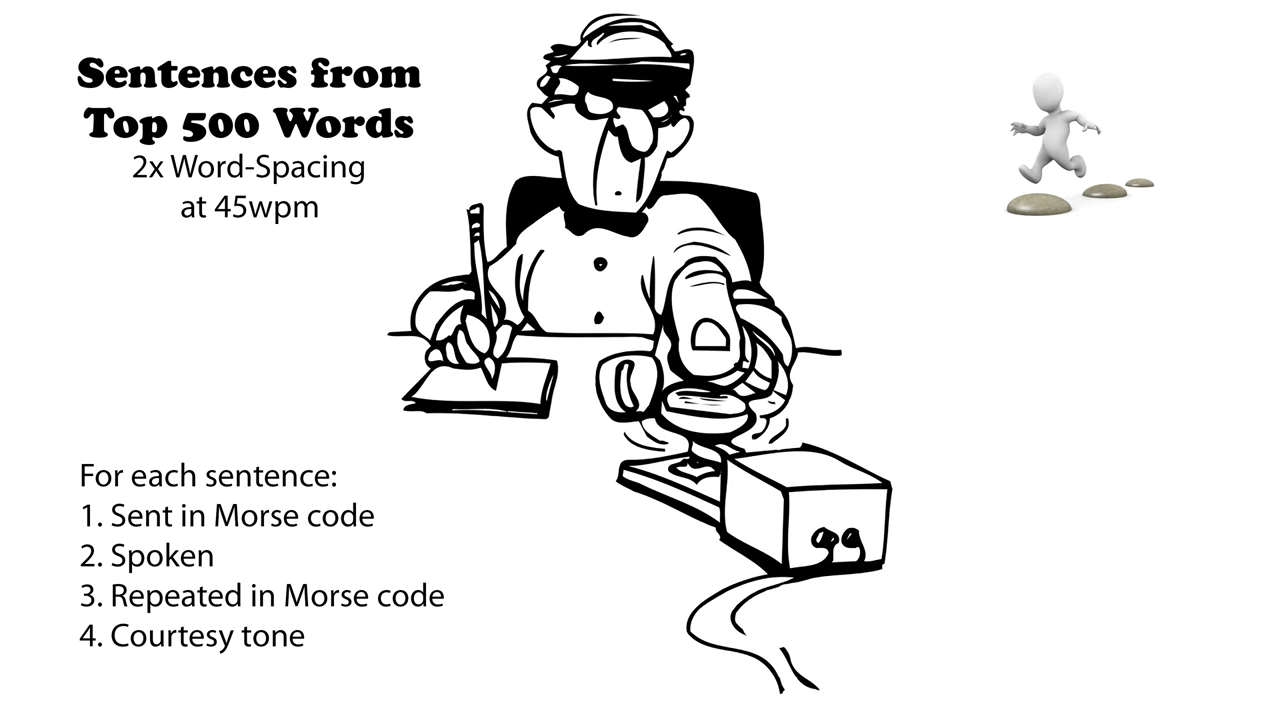 Sentences from
Top 500 Words
2x Word-Spacing
at 45wpm
For each sentence:
1. Sent in Morse code
2. Spoken
3. Repeated in Morse code
4. Courtesy tone